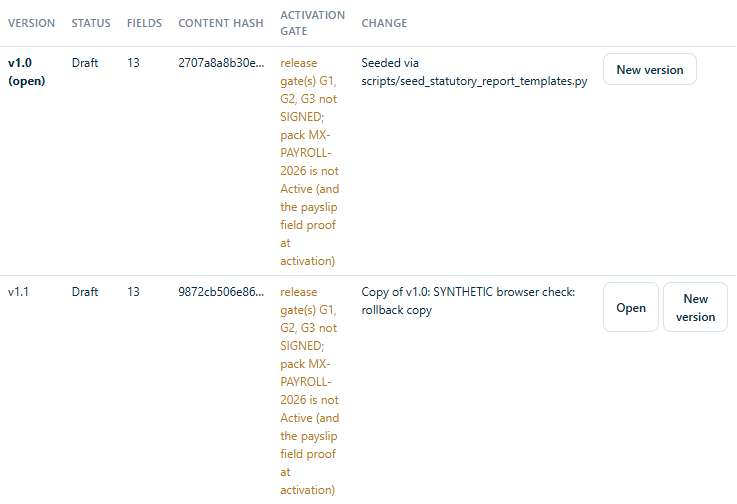 VERSION STATUS FIELDS CONTENT HASH ACTIVATION GATE CHANGE
v1.0 (open)
Draft
13
2707a8a8b30e...
release
gate(s) G1,
G2, G3 not
SIGNED;
pack MX-
PAYROLL-
2026 is not
Active (and
the payslip
field proof
at
activation)
Seeded via
scripts/seed_statutory_report_templates.py
New version
v1.1
Draft
13
9872cb506e86...
release
gate(s) G1,
G2, G3 not
SIGNED;
pack MX-
PAYROLL-
2026 is not
Active (and
the payslip
field proof
at
activation)
Copy of v1.0: SYNTHETIC browser check:
rollback copy
Open
New
version